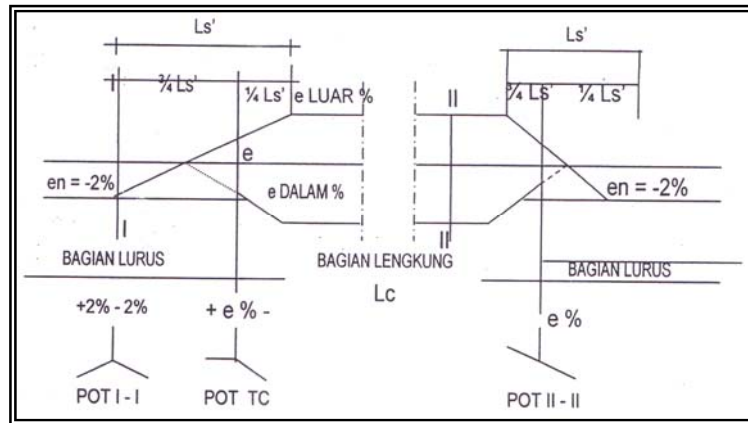 Ls'
Ls'
¾ Ls'
¼ Ls'
e LUAR %
II
¾ Ls'
¼ Ls'
e
en = -2%
e DALAM %
en = -2%
I
II
BAGIAN LURUS
BAGIAN LENGKUNG
BAGIAN LURUS
Lc
+2% - 2%
+ e % -
e %
POT I - I
POT TC
POT II - II